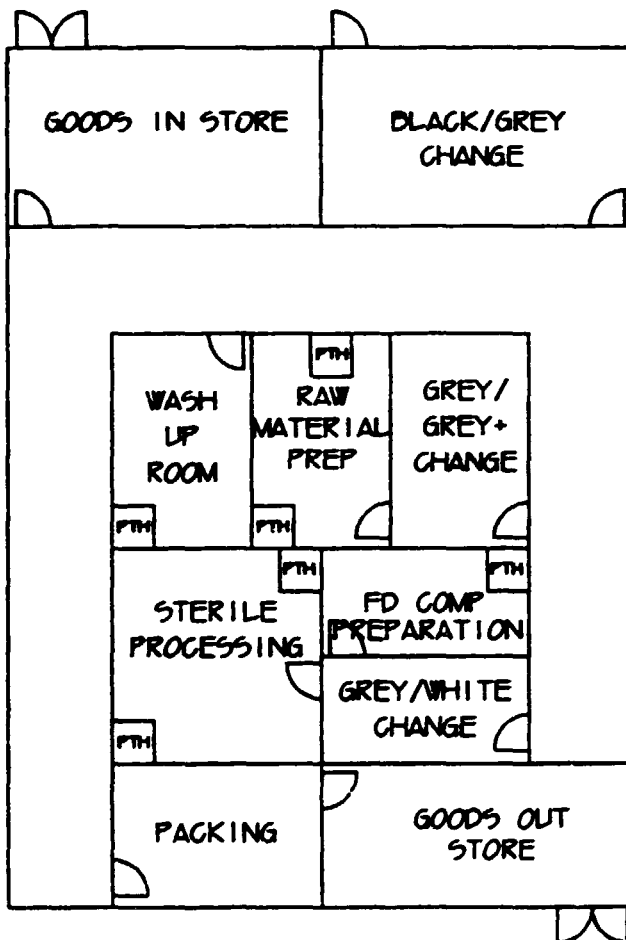 GOODS IN STORE
BLACK/GREY
CHANGE
PTH
WASH
UP
ROOM
RAW
MATERIAL
PREP
GREY/
GREY+
CHANGE
PTH
PTH
PTH
PTH
STERILE
PROCESSING
FD COMP
PREPARATION
GREY/WHITE
CHANGE
PTH
PACKING
GOODS OUT
STORE